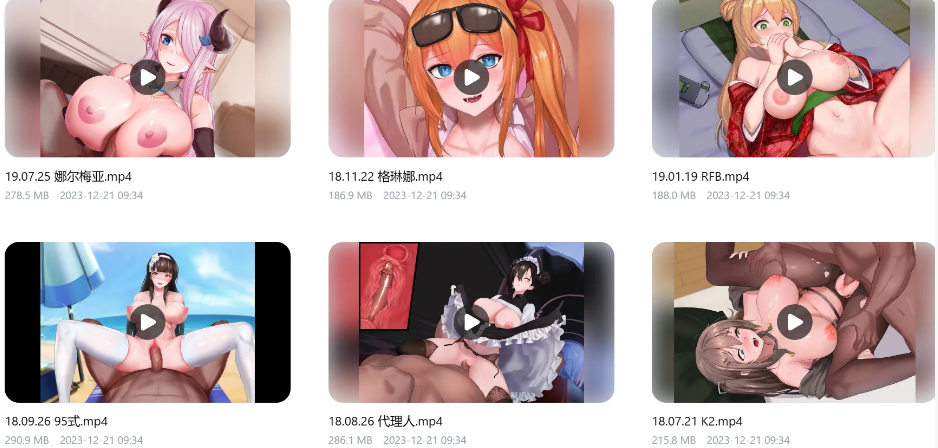 19.07.25 娜尔梅亚.mp4
278.5 MB 2023-12-21 09:34
18.11.22 格琳娜.mp4
186.9 MB 2023-12-21 09:34
19.01.19 RFB.mp4
188.0 MB 2023-12-21 09:34
18.09.26 95式.mp4
290.9 MB 2023-12-21 09:34
18.08.26 代理人.mp4
286.1 MB 2023-12-21 09:34
18.07.21 K2.mp4
215.8 MB 2023-12-21 09:34